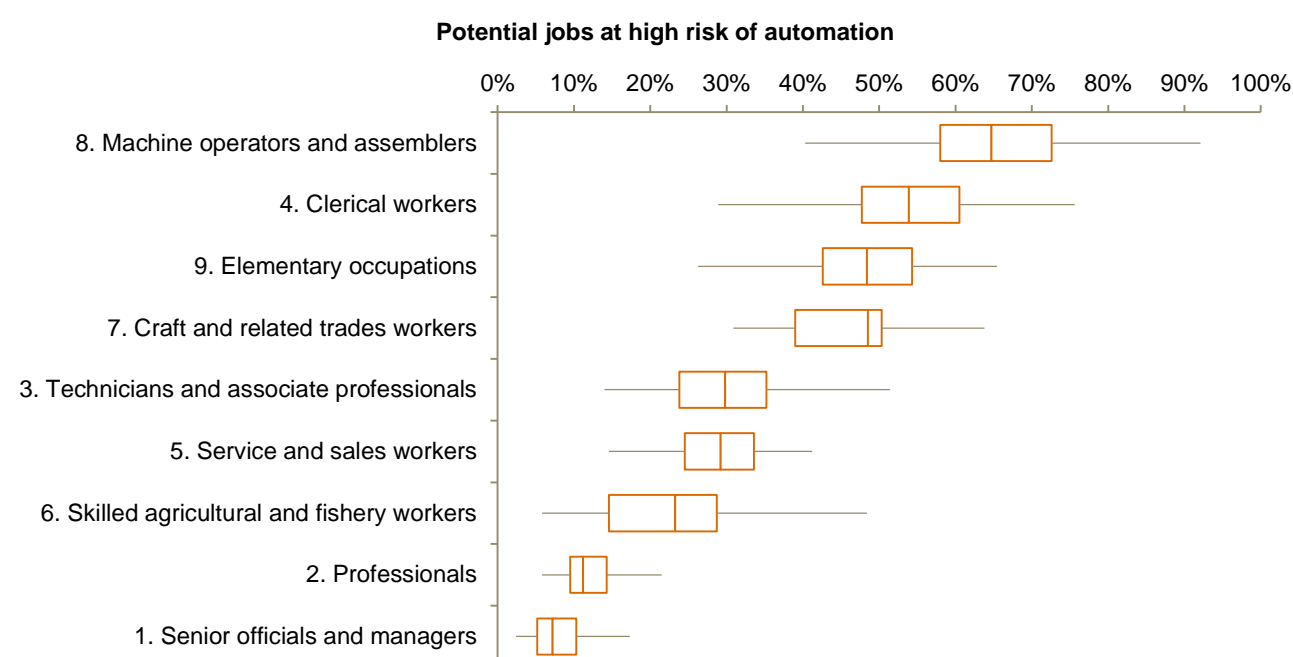 Potential jobs at high risk of automation
0% 10% 20% 30% 40% 50% 60% 70% 80% 90% 100%
8. Machine operators and assemblers
4. Clerical workers
9. Elementary occupations
7. Craft and related trades workers
3. Technicians and associate professionals
5. Service and sales workers
6. Skilled agricultural and fishery workers
2. Professionals
1. Senior officials and managers